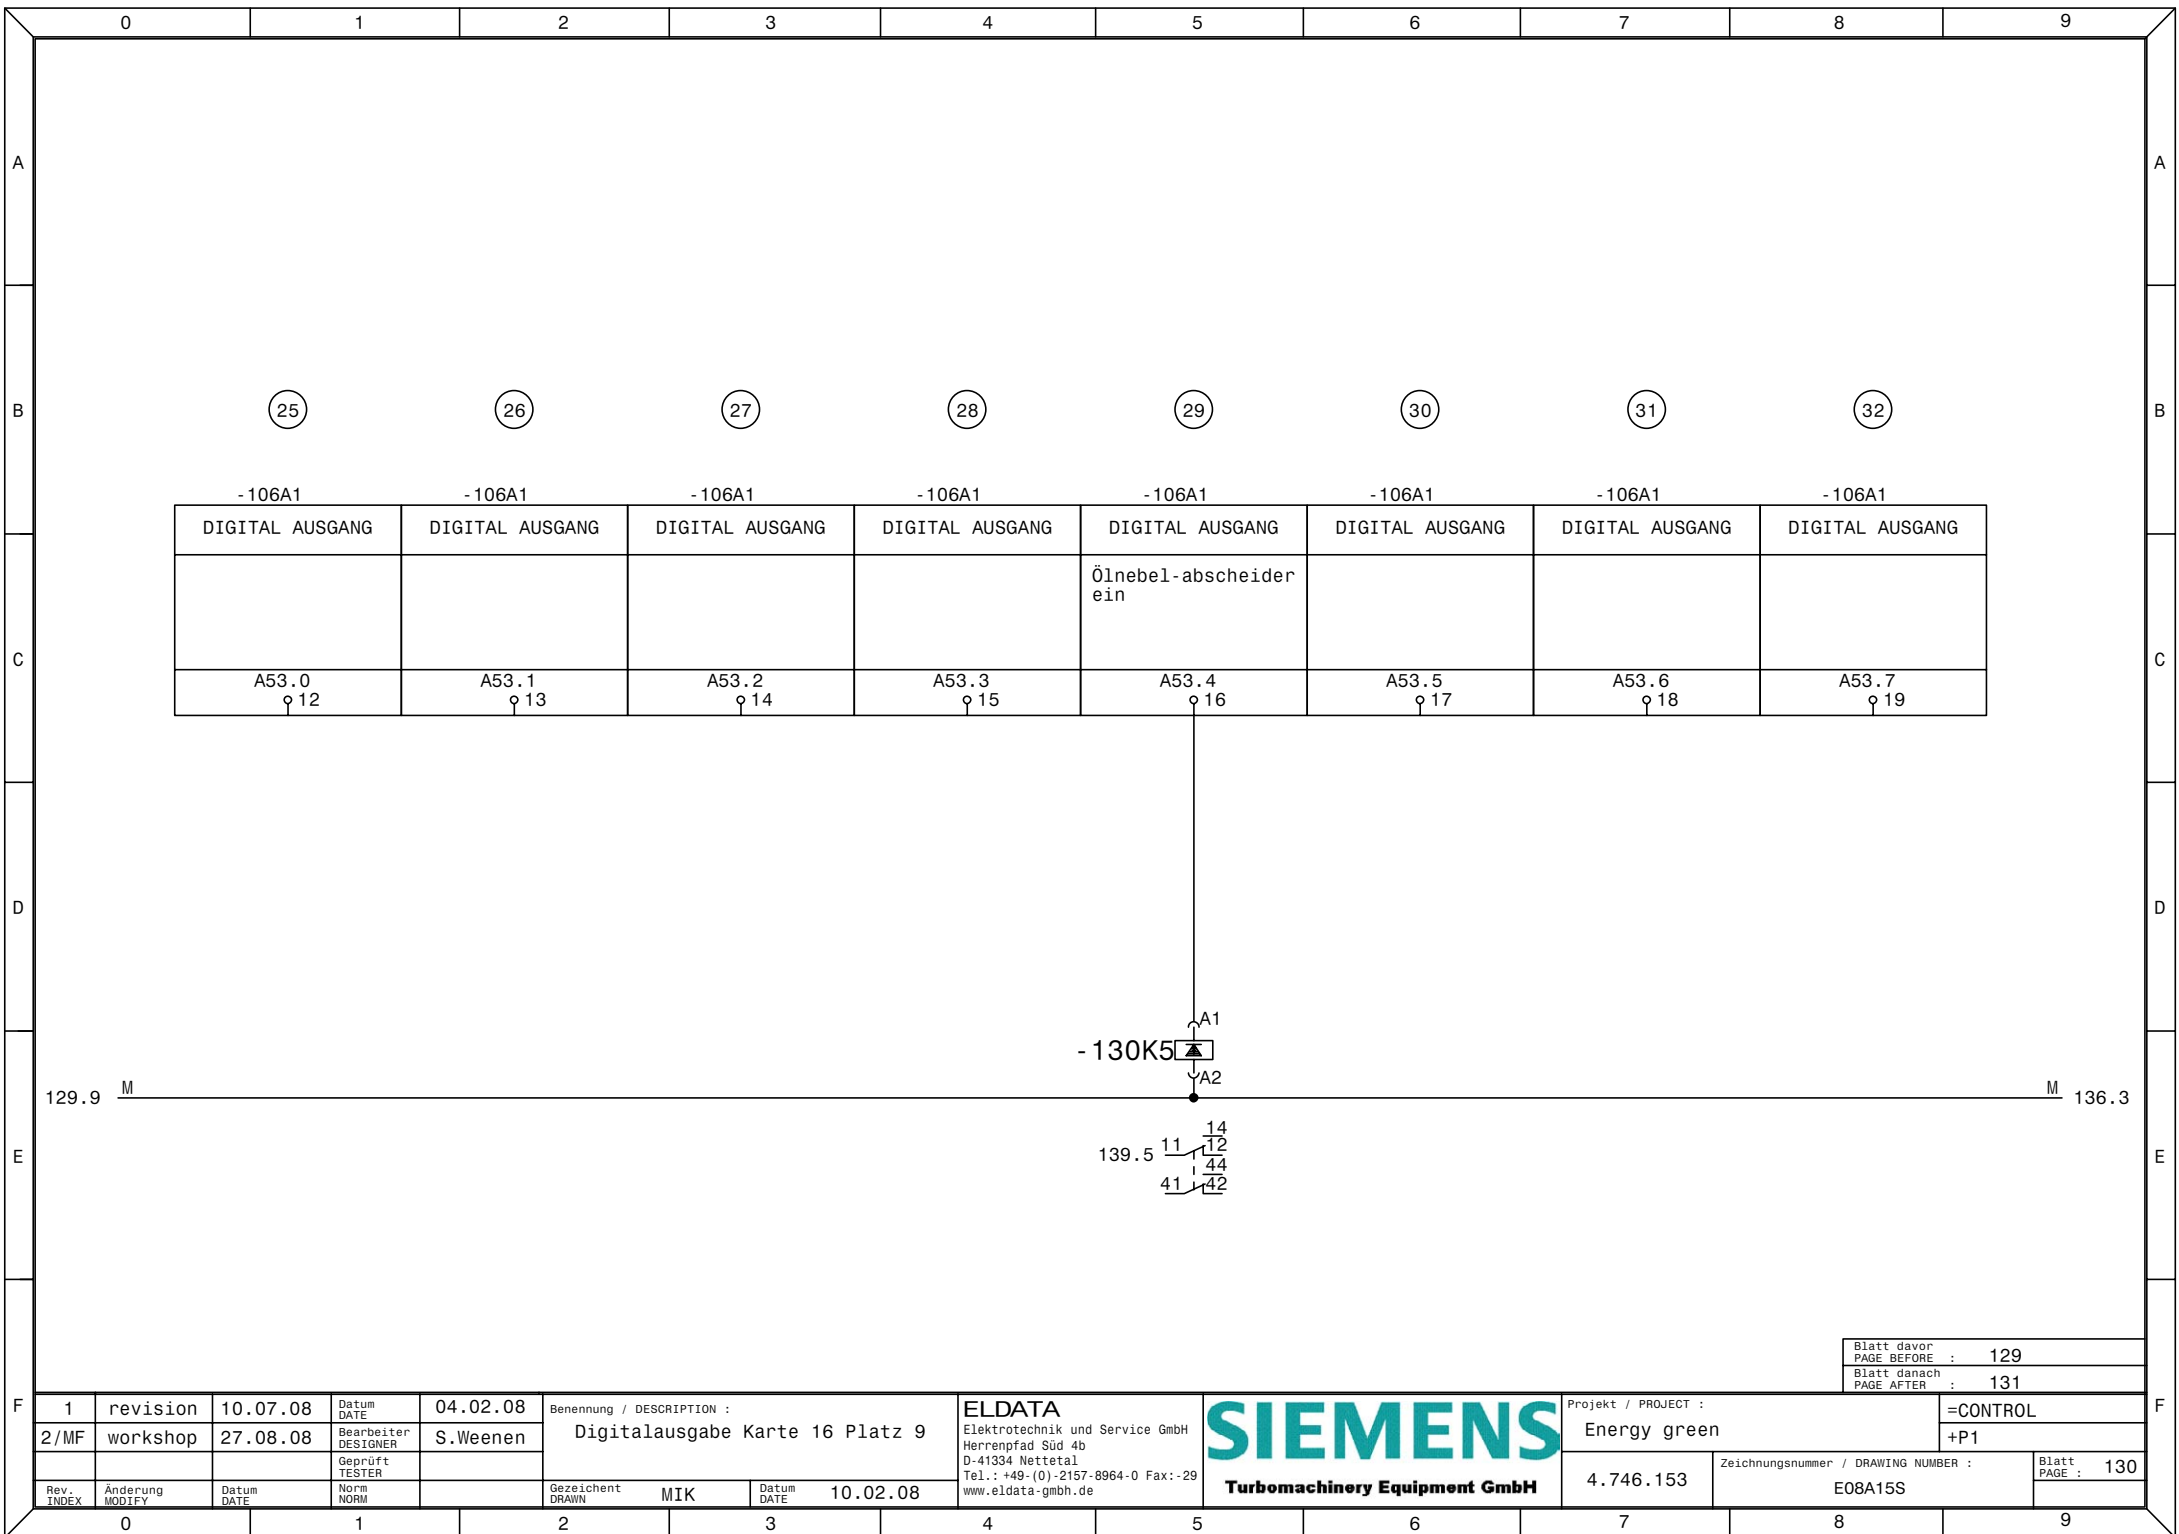 0 1 2 3 4 5 6 7 8 9
A A
B 25 26 27 28 29 30 31 32 B
-106A1 -106A1 -106A1 -106A1 -106A1 -106A1 -106A1 -106A1
DIGITAL AUSGANG DIGITAL AUSGANG DIGITAL AUSGANG DIGITAL AUSGANG DIGITAL AUSGANG DIGITAL AUSGANG DIGITAL AUSGANG DIGITAL AUSGANG
Ölnebel-abscheider
ein
C C
A53.0 A53.1 A53.2 A53.3 A53.4 A53.5 A53.6 A53.7
12 13 14 15 16 17 18 19
D D
A1
-130K5
A2
129.9 M M 136.3
14
139.5 11 12
E E
44
41 42
Blatt davor
PAGE BEFORE : 129
Blatt danach
PAGE AFTER : 131
F F
1 revision 10.07.08
2/MF workshop 27.08.08
Rev.
INDEX
Änderung
MODIFY
Datum
DATE
Datum
DATE
04.02.08
Bearbeiter
DESIGNER
S.Weenen
Geprüft
TESTER
Norm
NORM
Benennung / DESCRIPTION :
Digitalausgabe Karte 16 Platz 9
Gezeichent
DRAWN
MIK
Datum
DATE
10.02.08
ELDATA
Elektrotechnik und Service GmbH
Herrenpfad Süd 4b
D-41334 Nettetal
Tel.: +49-(0)-2157-8964-0 Fax:-29
www.eldata-gmbh.de
SIEMENS
Turbomachinery Equipment GmbH
Projekt / PROJECT :
Energy green
=CONTROL
+P1
4.746.153
Zeichnungsnummer / DRAWING NUMBER :
E08A15S
Blatt
PAGE : 130
0 1 2 3 4 5 6 7 8 9